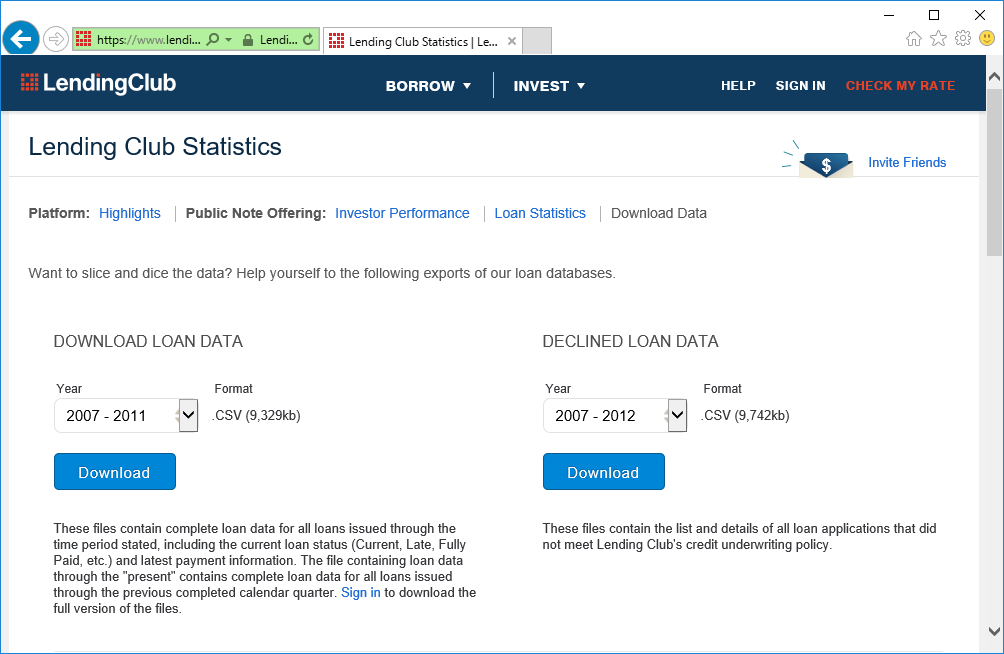 https://www.lendi... Lendi... Lending Club Statistics | Le...
LendingClub BORROW INVEST HELP SIGN IN CHECK MY RATE
Lending Club Statistics
$ Invite Friends
Platform: Highlights Public Note Offering: Investor Performance Loan Statistics Download Data
Want to slice and dice the data? Help yourself to the following exports of our loan databases.
DOWNLOAD LOAN DATA
Year Format
2007 - 2011 .CSV (9,329kb)
Download
These files contain complete loan data for all loans issued through the
time period stated, including the current loan status (Current, Late, Fully
Paid, etc.) and latest payment information. The file containing loan data
through the "present" contains complete loan data for all loans issued
through the previous completed calendar quarter. Sign in to download the
full version of the files.
DECLINED LOAN DATA
Year Format
2007 - 2012 .CSV (9,742kb)
Download
These files contain the list and details of all loan applications that did
not meet Lending Club's credit underwriting policy.